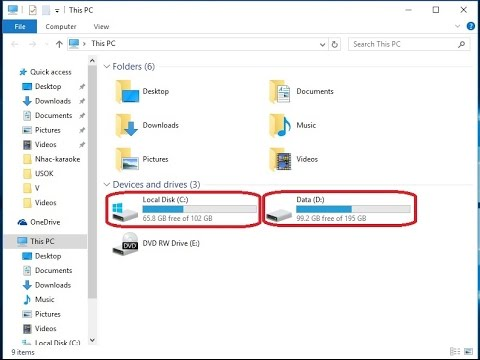 This PC
File Computer View
This PC Search This PC
Quick access
Desktop
Downloads
Documents
Pictures
Videos
Nhac-karaoke
USOK
V
Videos
OneDrive
This PC
Desktop
Documents
Downloads
Music
Pictures
Videos
Local Disk (C:)
Folders (6)
Desktop Documents
Downloads Music
Pictures Videos
Devices and drives (3)
Local Disk (C:) Data (D:)
65.8 GB free of 102 GB 99.2 GB free of 195 GB
DVD RW Drive (E:)
DVD
9 items